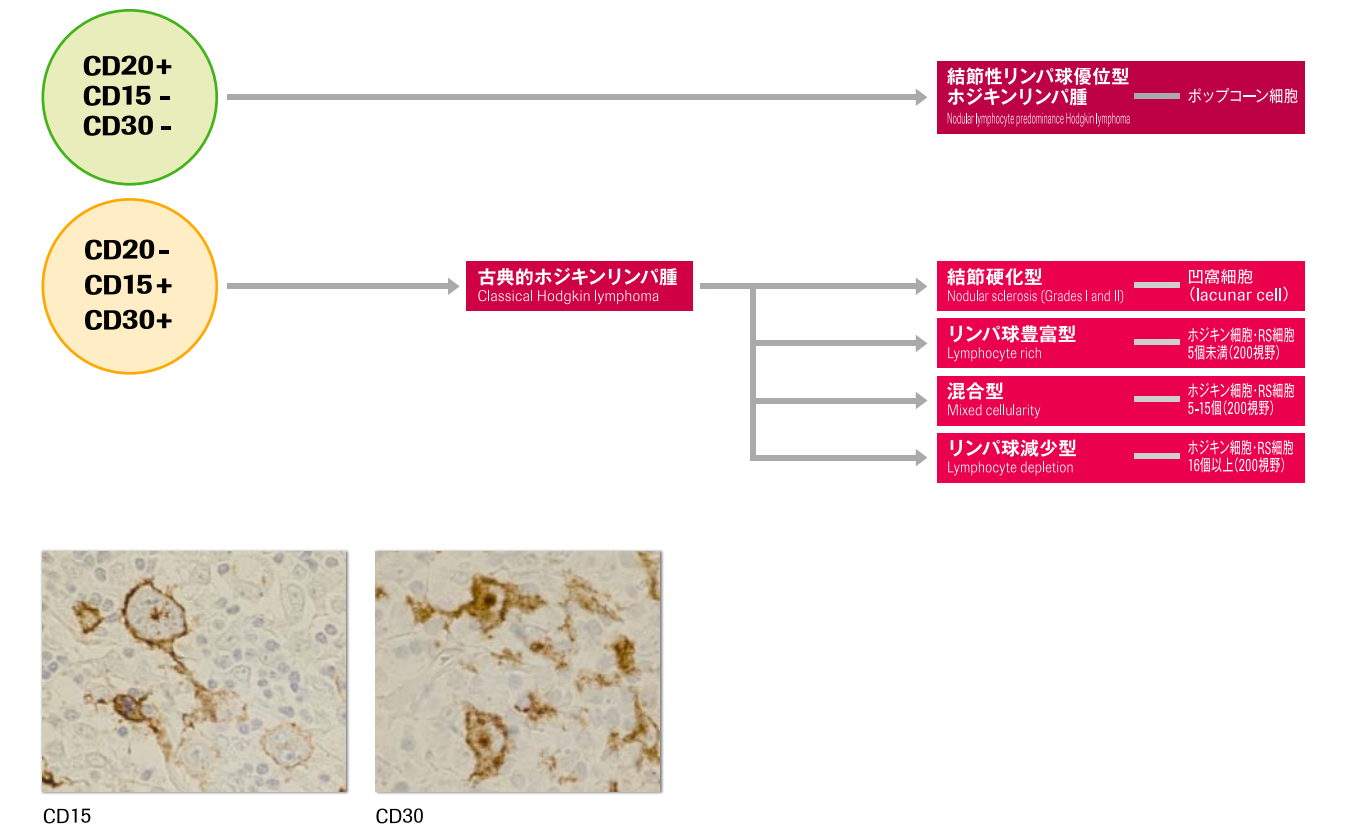 CD20+
CD15 -
CD30 -
結節性リンパ球優位型
ホジキンリンパ腫
Nodular lymphocyte predominance Hodgkin lymphoma
ポップコーン細胞
CD20-
CD15+
CD30+
古典的ホジキンリンパ腫
Classical Hodgkin lymphoma
結節硬化型
Nodular sclerosis (Grades I and II)
凹窩細胞
(lacunar cell)
リンパ球豊富型
Lymphocyte rich
ホジキン細胞・RS細胞
5個未満(200視野)
混合型
Mixed cellularity
ホジキン細胞・RS細胞
5-15個(200視野)
リンパ球減少型
Lymphocyte depletion
ホジキン細胞・RS細胞
16個以上(200視野)
CD15
CD30